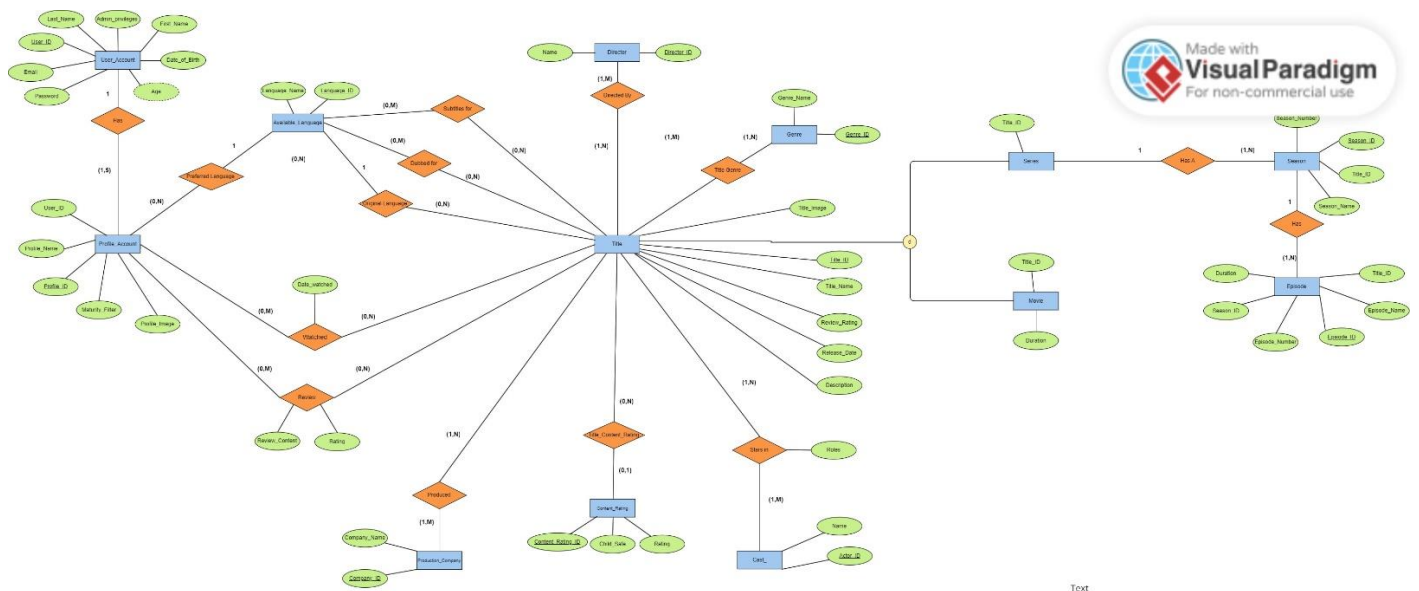 Made with
Visual Paradigm
For non-commercial use
Last_Name
Admin_privileges
First_Name
User_ID
User_Account
Date_of_Birth
Email
Password
Age
1
Has
(1,5)
User_ID
Profile_Name
Profile_Account
Profile_ID
Maturity_Filter
Profile_Image
Language_Name
Language_ID
Available_Language
1
Preferred Language
(0,N)
(0,M)
Subtitles for
(0,N)
(0,M)
Dubbed for
(0,N)
(0,N)
1
Original Language
(0,N)
Name
Director
Director_ID
(1,M)
Directed By
(1,N)
Genre_Name
Genre
Genre_ID
(1,M)
(1,N)
Title Genre
Title
Title_Image
Title_ID
Title_Name
Review_Rating
Release_Date
Description
d
Title_ID
Series
1
Has A
(1,N)
Season_Number
Season
Season_ID
Title_ID
Season_Name
1
Has
(1,N)
Duration
Title_ID
Episode
Season_ID
Episode_Name
Episode_Number
Episode_ID
Title_ID
Movie
Duration
Date_watched
(0,M)
Watched
(0,N)
(0,M)
Review
(0,N)
Review_Content
Rating
(1,N)
Produced
(1,M)
Company_Name
Production_Company
Company_ID
(0,N)
Title_Content_Rating
(0,1)
Content_Rating
Content_Rating_ID
Child_Safe
Rating
(1,N)
Stars in
Roles
(1,M)
Name
Cast_
Actor_ID
Text